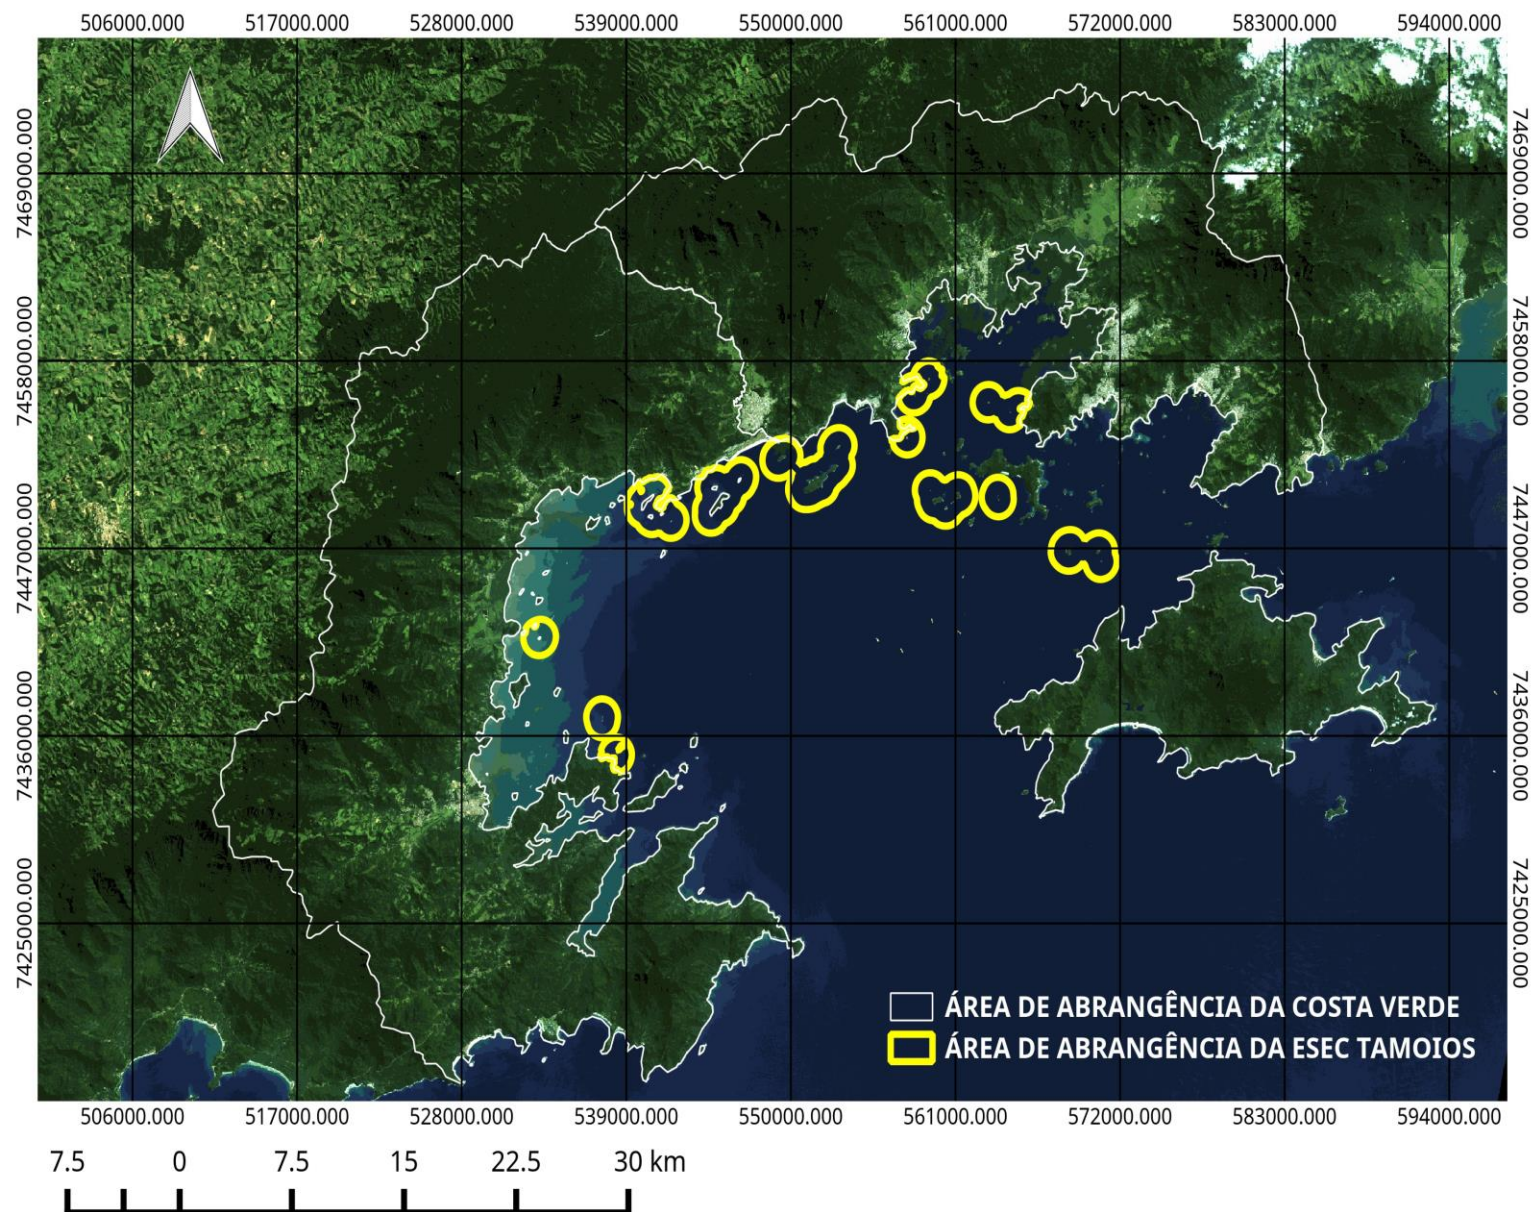 506000.000 517000.000 528000.000 539000.000 550000.000 561000.000 572000.000 583000.000 594000.000
7469000.000 7469000.000
7458000.000 7458000.000
7447000.000 7447000.000
7436000.000 7436000.000
7425000.000 7425000.000
ÁREA DE ABRANGÊNCIA DA COSTA VERDE
ÁREA DE ABRANGÊNCIA DA ESEC TAMOIOS
506000.000 517000.000 528000.000 539000.000 550000.000 561000.000 572000.000 583000.000 594000.000
7.5 0 7.5 15 22.5 30 km